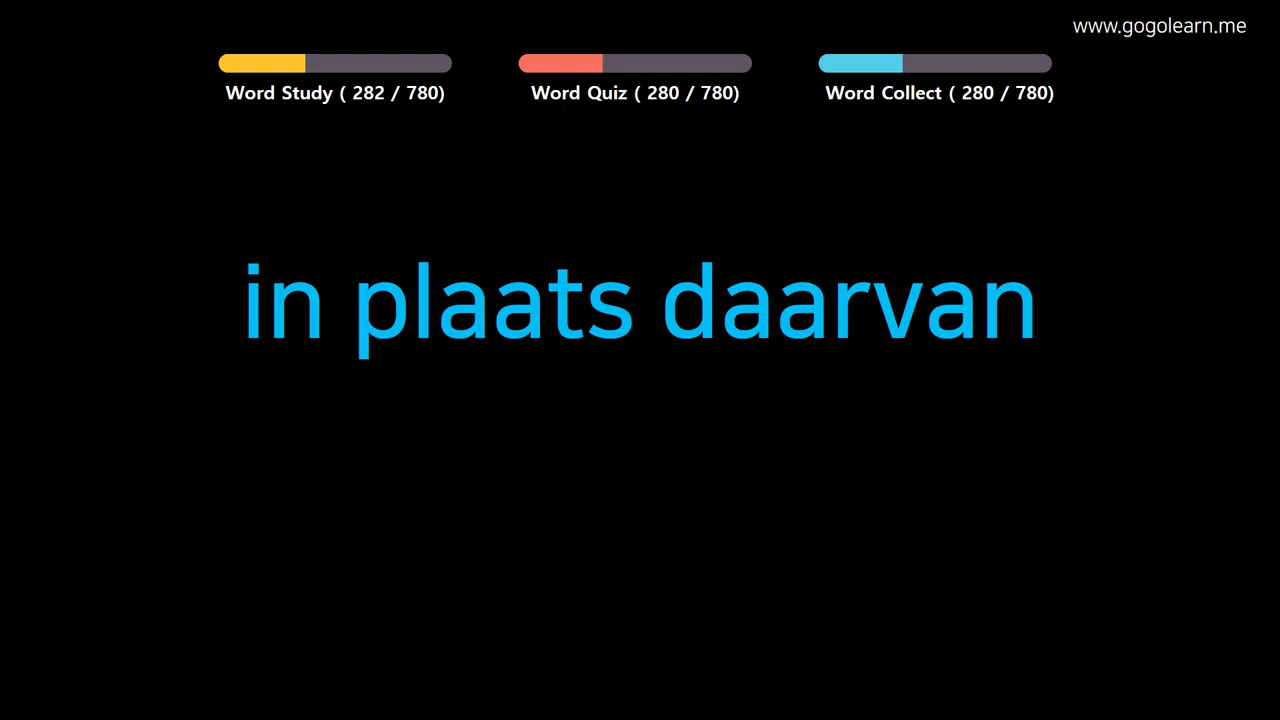 www.gogolearn.me
Word Study ( 282 / 780)
Word Quiz ( 280 / 780)
Word Collect ( 280 / 780)
in plaats daarvan